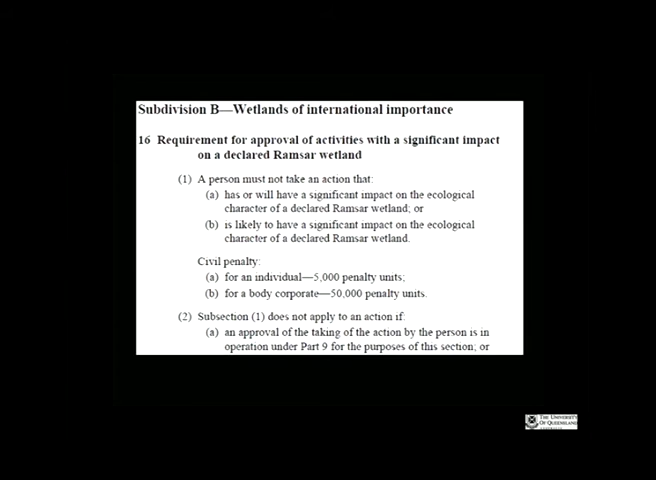 Subdivision B—Wetlands of international importance
16 Requirement for approval of activities with a significant impact
on a declared Ramsar wetland
(1) A person must not take an action that:
(a) has or will have a significant impact on the ecological
character of a declared Ramsar wetland; or
(b) is likely to have a significant impact on the ecological
character of a declared Ramsar wetland.
Civil penalty:
(a) for an individual—5,000 penalty units;
(b) for a body corporate—50,000 penalty units.
(2) Subsection (1) does not apply to an action if:
(a) an approval of the taking of the action by the person is in
operation under Part 9 for the purposes of this section; or
THE UNIVERSITY
OF QUEENSLAND